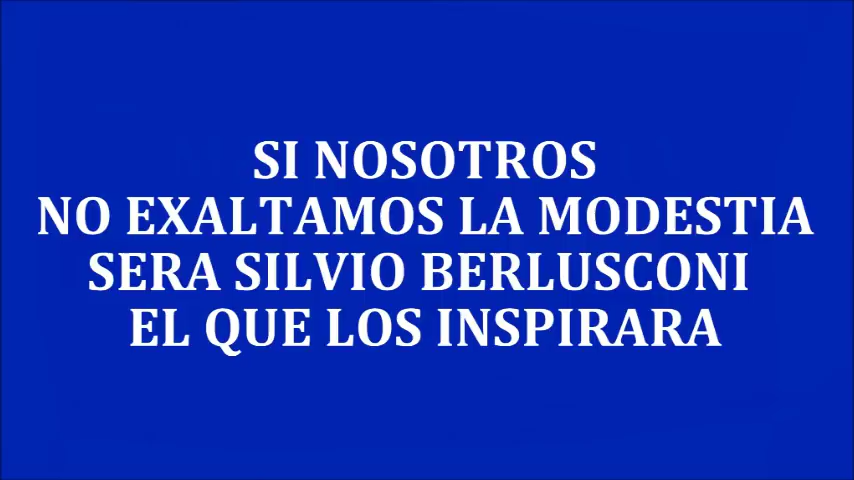 SI NOSOTROS
NO EXALTAMOS LA MODESTIA
SERA SILVIO BERLUSCONI
EL QUE LOS INSPIRARA